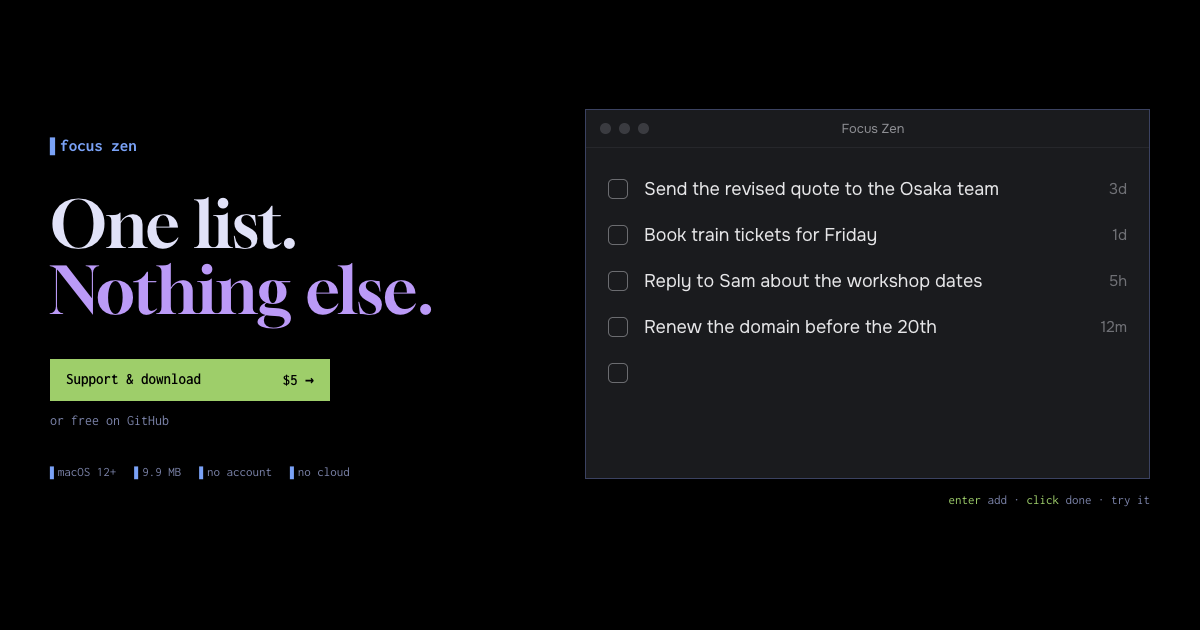 focus zen
One list.
Nothing else.
Support & download $5 →
or free on GitHub
macOS 12+ 9.9 MB no account no cloud
Focus Zen
Send the revised quote to the Osaka team 3d
Book train tickets for Friday 1d
Reply to Sam about the workshop dates 5h
Renew the domain before the 20th 12m
enter add · click done · try it